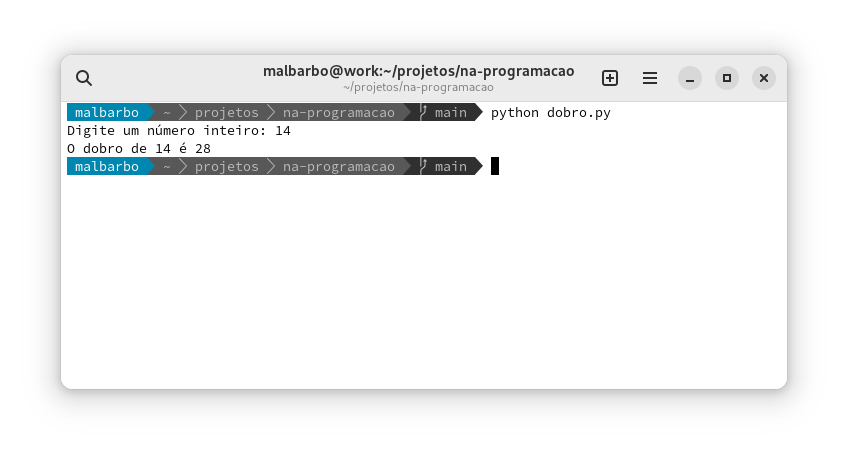 malbarbo@work:~/projetos/na-programacao
~/projetos/na-programacao
malbarbo ~ projetos na-programacao main python dobro.py
Digite um número inteiro: 14
O dobro de 14 é 28
malbarbo ~ projetos na-programacao main